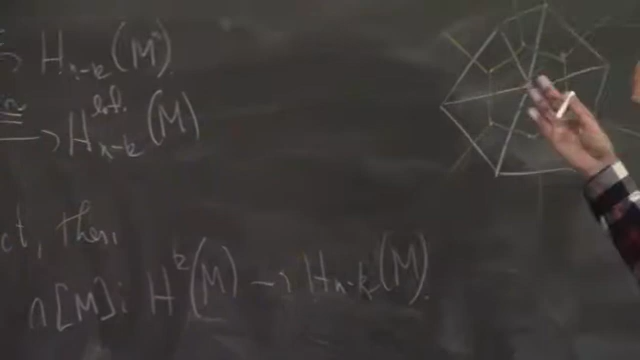 → H_{n-k}(M).
→ H^{lf.}_{n-k}(M)
ct, then
∩[M]: H^k(M) → H_{n-k}(M).